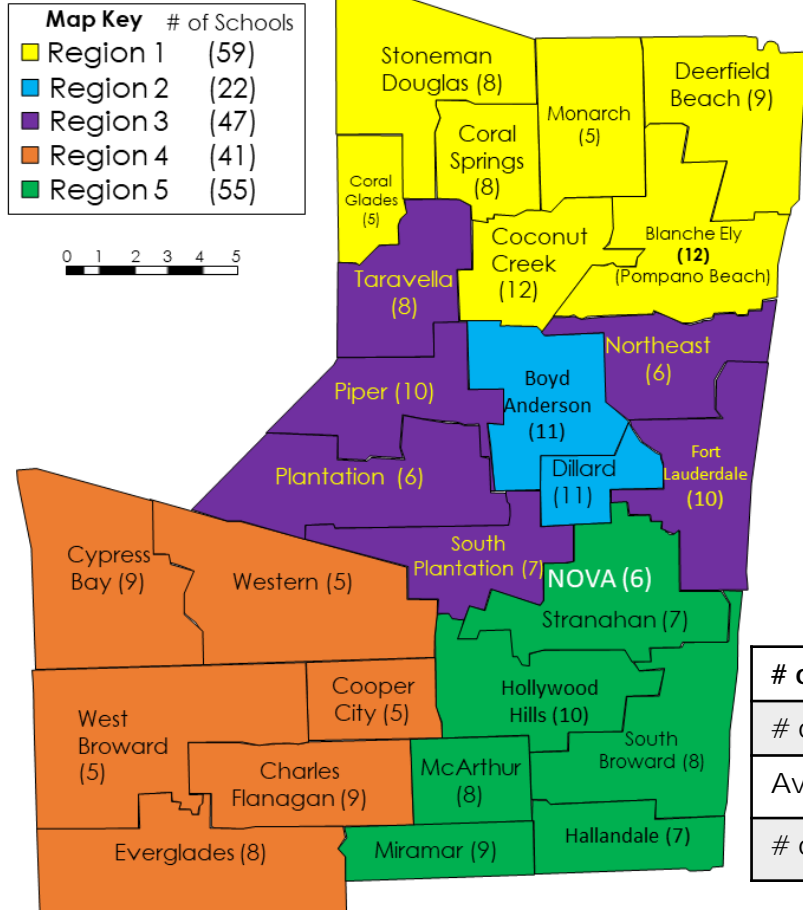 Map Key # of Schools
Region 1 (59)
Region 2 (22)
Region 3 (47)
Region 4 (41)
Region 5 (55)
0 1 2 3 4 5
Stoneman
Douglas (8)
Deerfield
Beach (9)
Monarch
(5)
Coral
Springs
(8)
Coral
Glades
(5)
Coconut
Creek
(12)
Blanche Ely
(12)
(Pompano Beach)
Taravella
(8)
Northeast
(6)
Piper (10)
Boyd
Anderson
(11)
Plantation (6)
Dillard
(11)
Fort
Lauderdale
(10)
South
Plantation (7)
Cypress
Bay (9)
Western (5)
NOVA (6)
Stranahan (7)
Cooper
City (5)
Hollywood
Hills (10)
West
Broward
(5)
South
Broward (8)
Charles
Flanagan (9)
McArthur
(8)
Everglades (8)
Miramar (9)
Hallandale (7)
#
#
Av
#